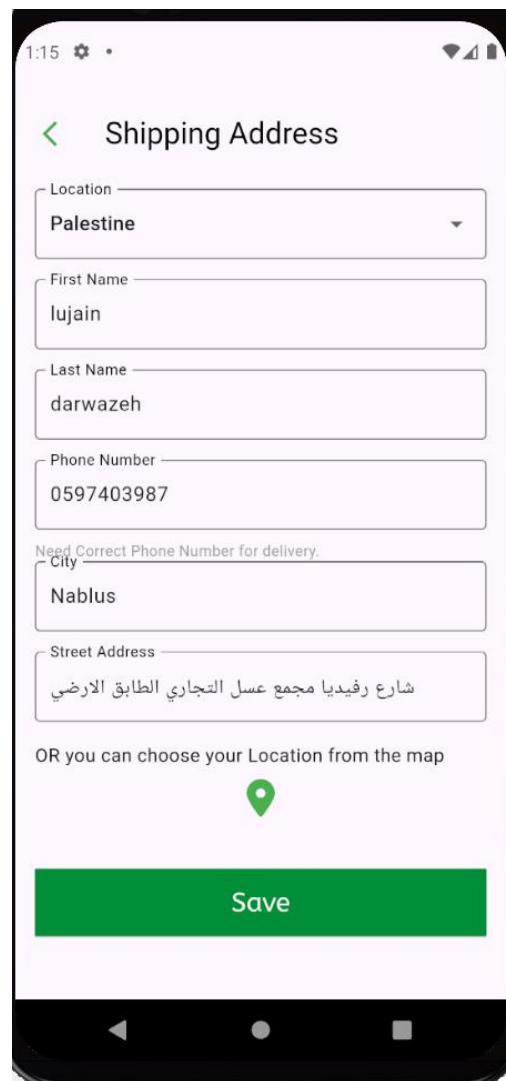 1:15
Shipping Address
Location
Palestine
First Name
lujain
Last Name
darwazeh
Phone Number
0597403987
Need Correct Phone Number for delivery.
City
Nablus
Street Address
شارع رفيديا مجمع عسل التجاري الطابق الارضي
OR you can choose your Location from the map
Save